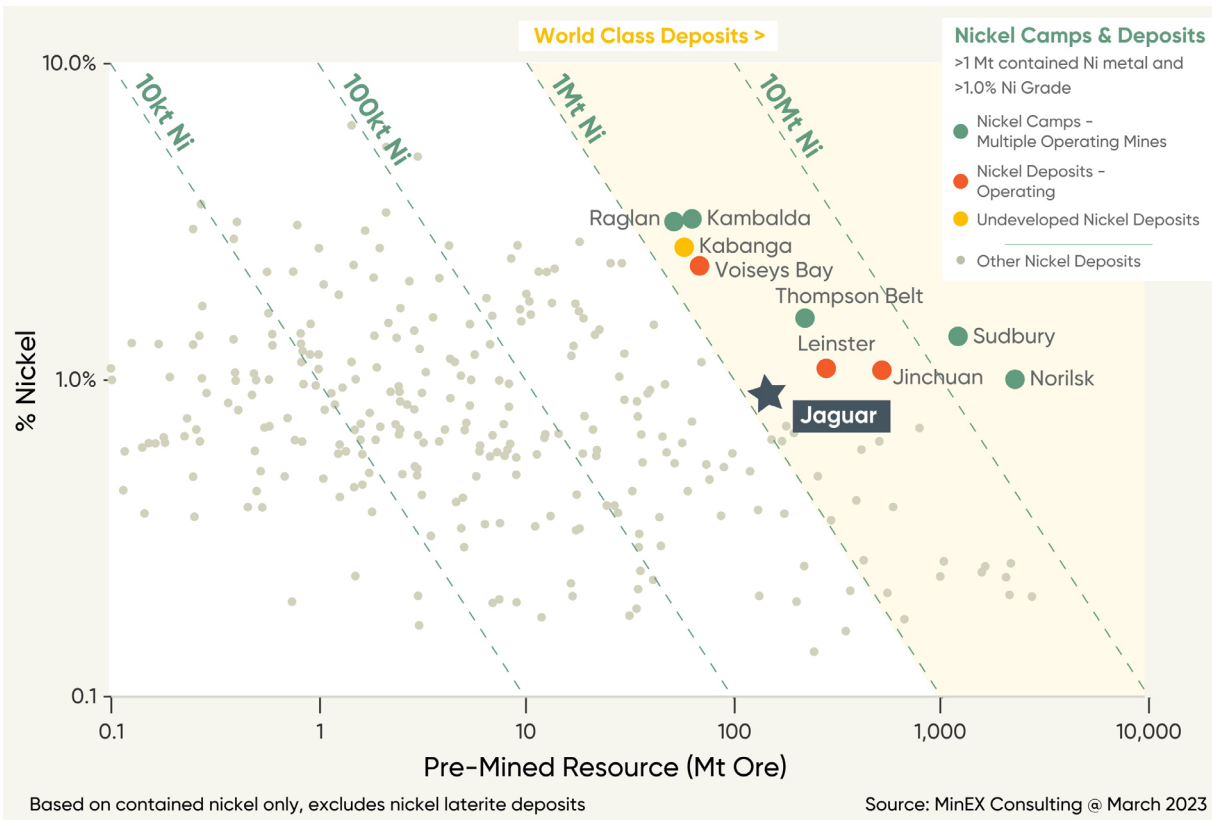 World Class Deposits >
Nickel Camps & Deposits
>1 Mt contained Ni metal and
>1.0% Ni Grade
Nickel Camps -
Multiple Operating Mines
Nickel Deposits -
Operating
Undeveloped Nickel Deposits
Other Nickel Deposits
10kt Ni
100kt Ni
1Mt Ni
10Mt Ni
% Nickel
10.0%
1.0%
0.1
Raglan
Kambalda
Kabanga
Voiseys Bay
Thompson Belt
Leinster
Sudbury
Jinchuan
Norilsk
Jaguar
0.1
1
10
100
1,000
10,000
Pre-Mined Resource (Mt Ore)
Based on contained nickel only, excludes nickel laterite deposits
Source: MinEX Consulting @ March 2023